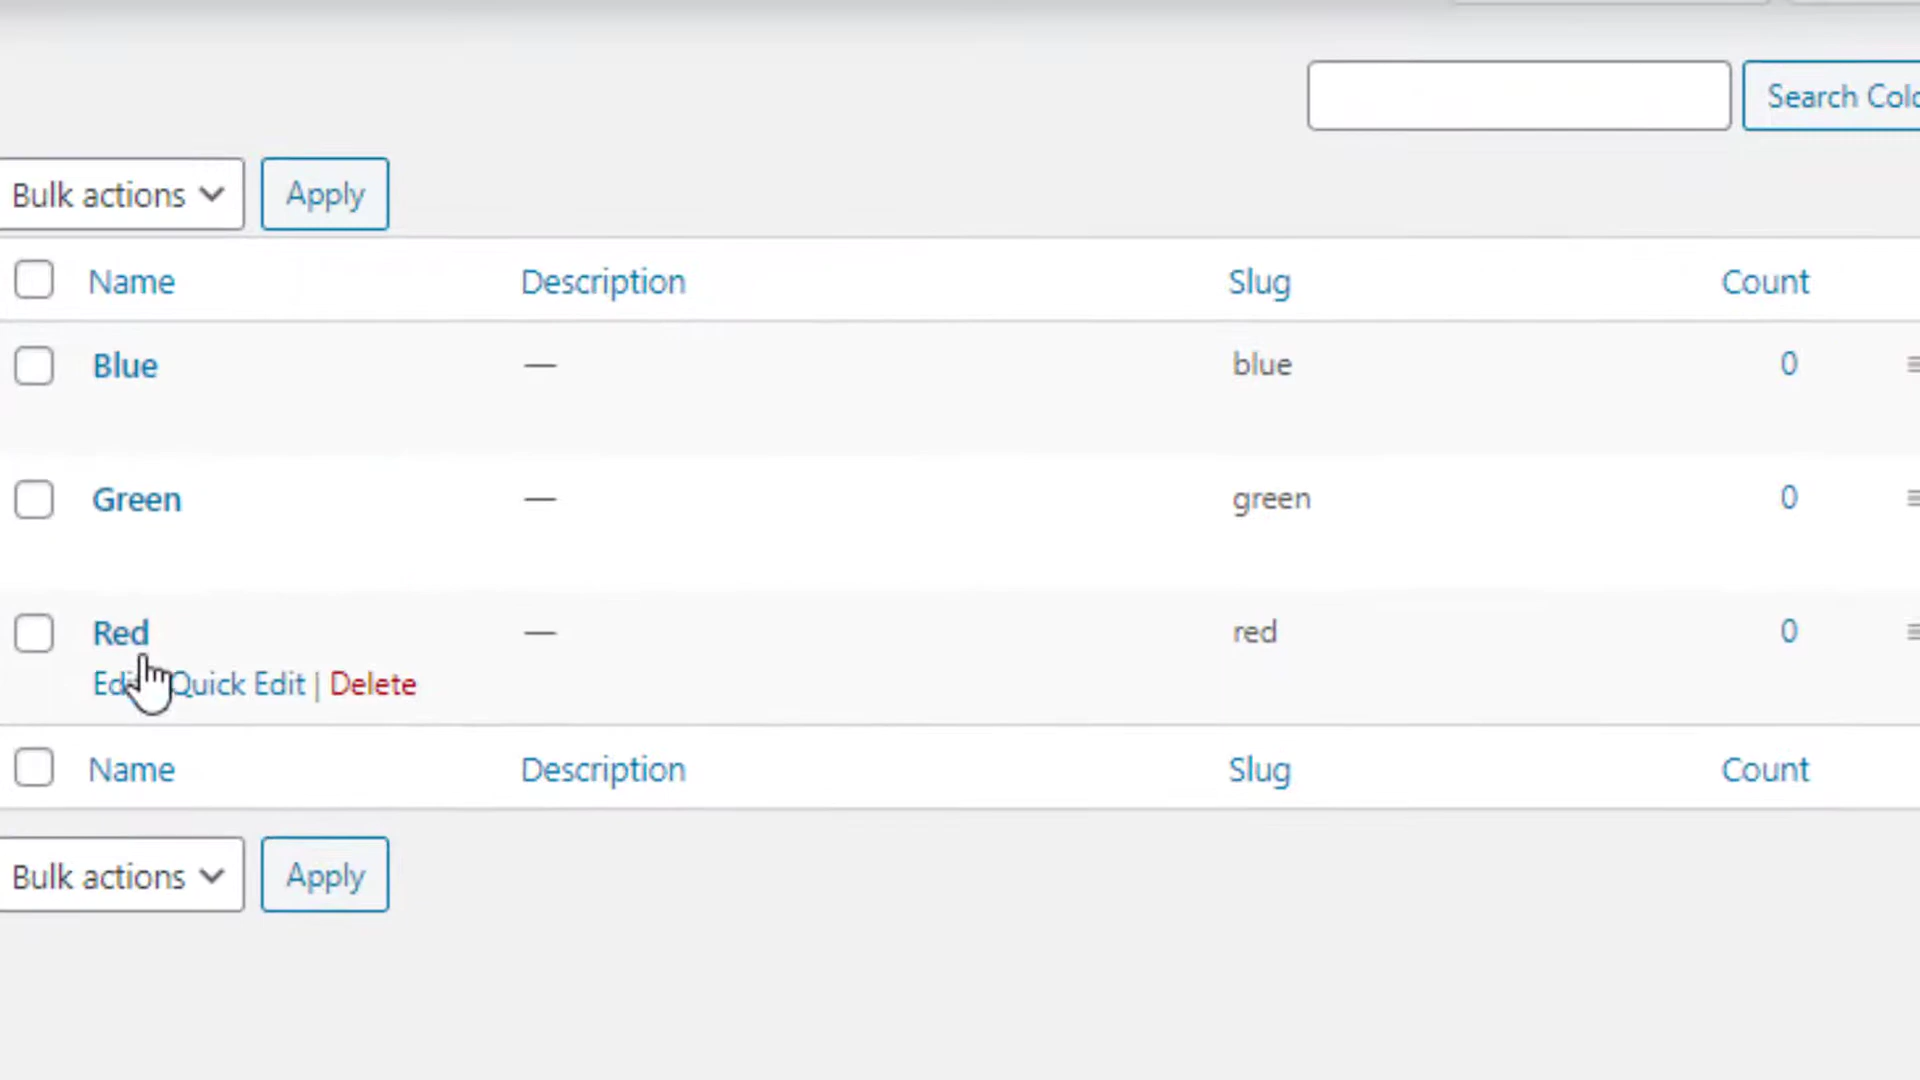 Search Colo
Bulk actions Apply
Name Description Slug Count
Blue — blue 0
Green — green 0
Red — red 0
Edit Quick Edit | Delete
Name Description Slug Count
Bulk actions Apply